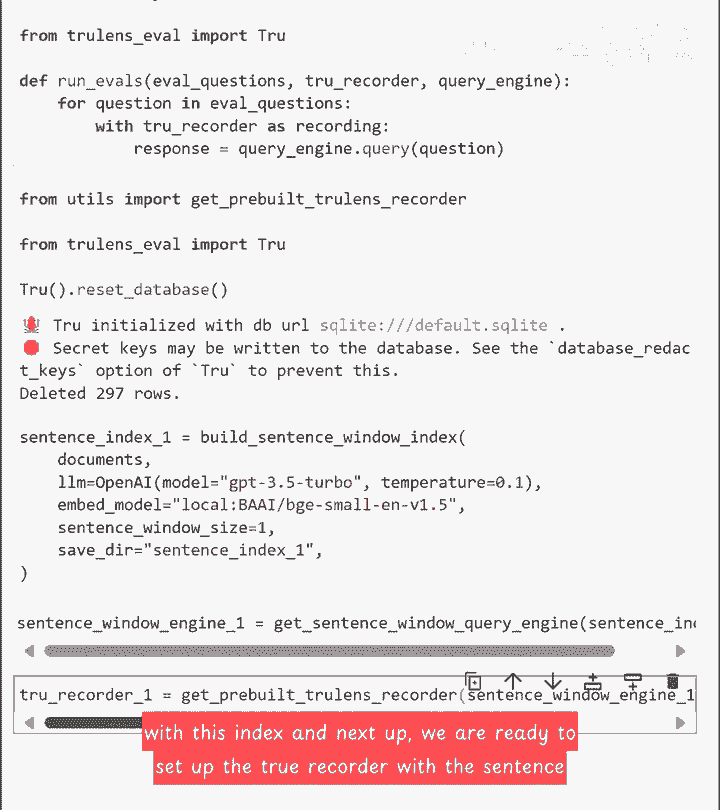 from trulens_eval import Tru
def run_evals(eval_questions, tru_recorder, query_engine):
    for question in eval_questions:
        with tru_recorder as recording:
            response = query_engine.query(question)
from utils import get_prebuilt_trulens_recorder
from trulens_eval import Tru
Tru().reset_database()
Tru initialized with db url sqlite:///default.sqlite .
Secret keys may be written to the database. See the `database_redac
t_keys` option of `Tru` to prevent this.
Deleted 297 rows.
sentence_index_1 = build_sentence_window_index(
    documents,
    llm=OpenAI(model="gpt-3.5-turbo", temperature=0.1),
    embed_model="local:BAAI/bge-small-en-v1.5",
    sentence_window_size=1,
    save_dir="sentence_index_1",
)
sentence_window_engine_1 = get_sentence_window_query_engine(sentence_in
tru_recorder_1 = get_prebuilt_trulens_recorder(sentence_window_engine_1
with this index and next up, we are ready to
set up the true recorder with the sentence